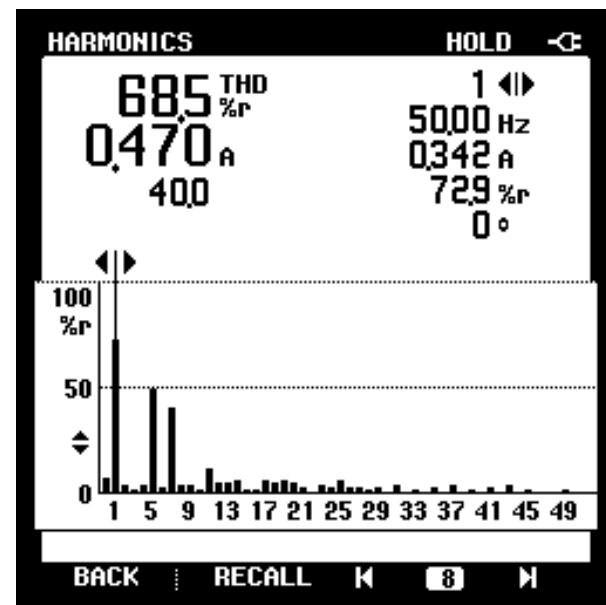 HARMONICS HOLD
68.5 THD %r 1
50.00 Hz
0.470 A 0.342 A
40.0 72.9 %r
0 °
100
%r
50
0
1 5 9 13 17 21 25 29 33 37 41 45 49
BACK RECALL 8